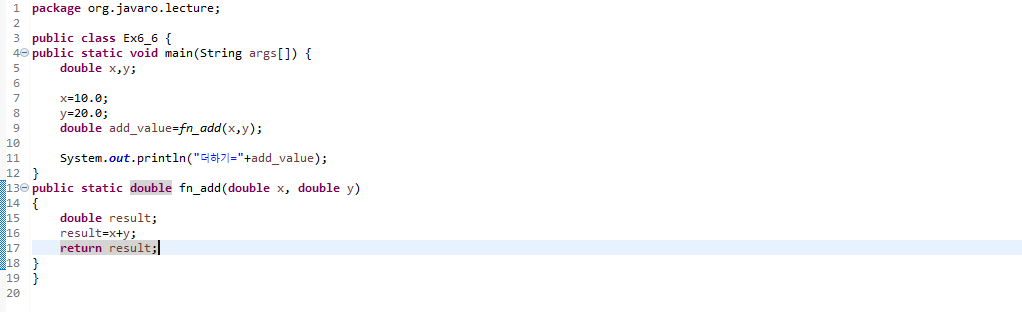 1 package org.javaro.lecture;
2
3 public class Ex6_6 {
4 public static void main(String args[]) {
5 double x,y;
6
7 x=10.0;
8 y=20.0;
9 double add_value=fn_add(x,y);
10
11 System.out.println("더하기="+add_value);
12 }
13 public static double fn_add(double x, double y)
14 {
15 double result;
16 result=x+y;
17 return result;
18 }
19 }
20